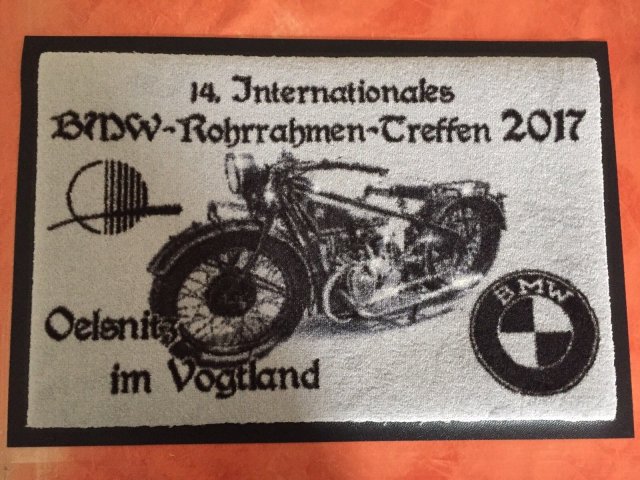 14. Internationales
BMW-Rohrrahmen-Treffen 2017
Oelsnitz
im Vogtland
BMW